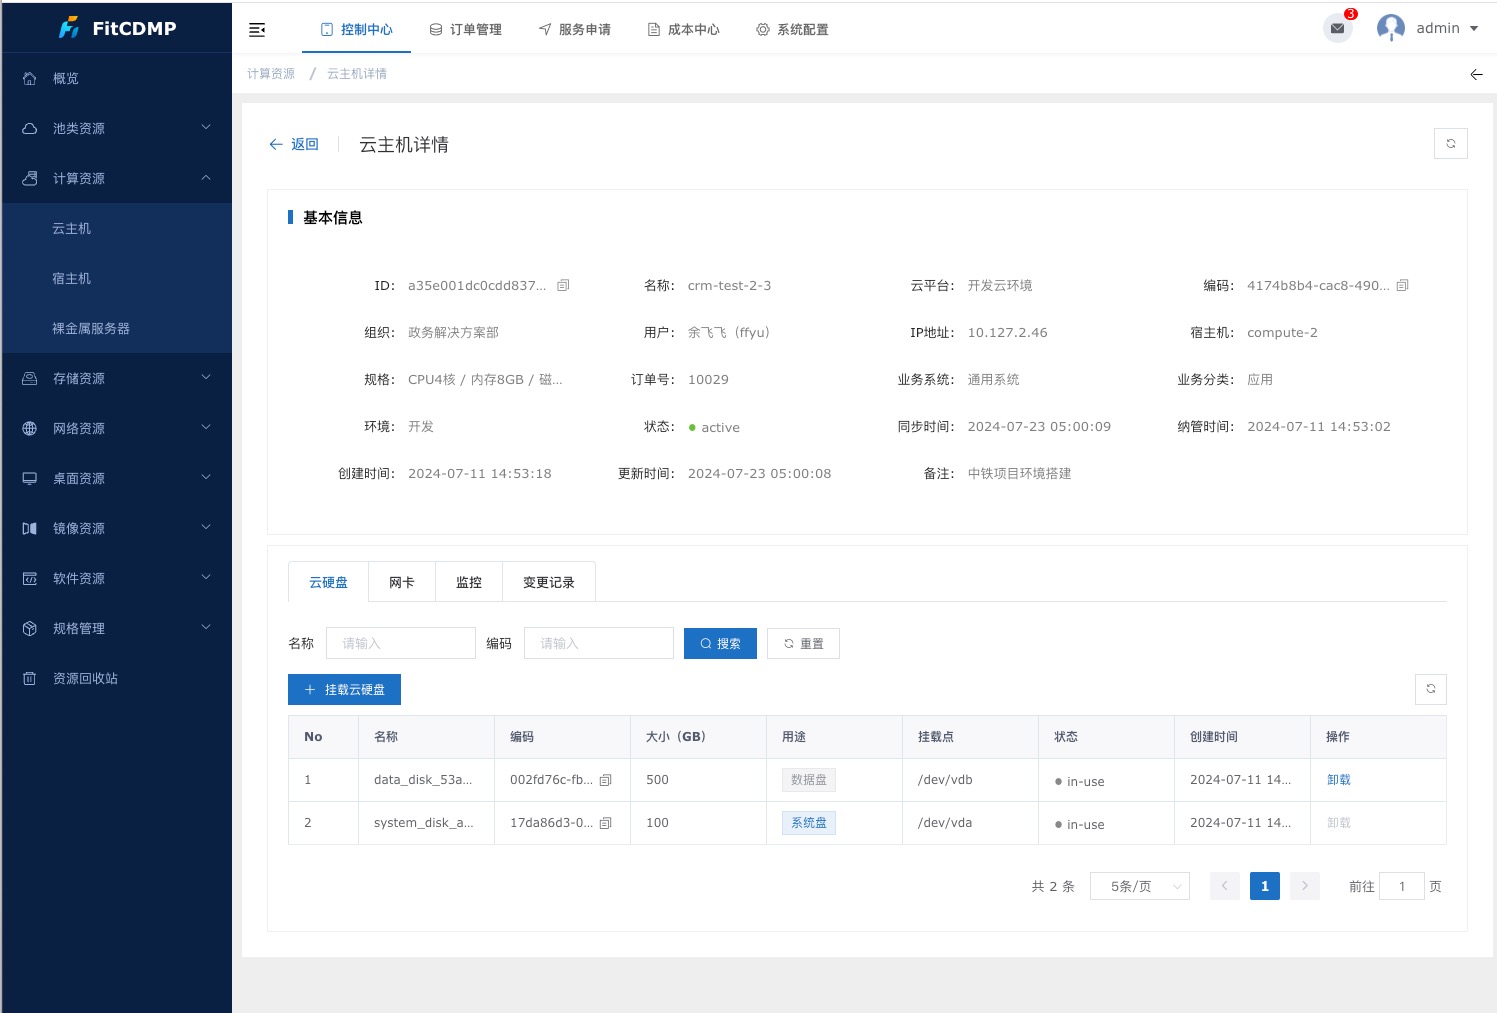 FitCDMP
控制中心
订单管理
服务申请
成本中心
系统配置
3
admin
计算资源 / 云主机详情
概览
池类资源
计算资源
云主机
宿主机
裸金属服务器
存储资源
网络资源
桌面资源
镜像资源
软件资源
规格管理
资源回收站
返回
云主机详情
基本信息
ID: a35e001dc0cdd837...
名称: crm-test-2-3
云平台: 开发云环境
编码: 4174b8b4-cac8-490...
组织: 政务解决方案部
用户: 余飞飞（ffyu）
IP地址: 10.127.2.46
宿主机: compute-2
规格: CPU4核 / 内存8GB / 磁...
订单号: 10029
业务系统: 通用系统
业务分类: 应用
环境: 开发
状态: active
同步时间: 2024-07-23 05:00:09
纳管时间: 2024-07-11 14:53:02
创建时间: 2024-07-11 14:53:18
更新时间: 2024-07-23 05:00:08
备注: 中铁项目环境搭建
云硬盘 网卡 监控 变更记录
名称 请输入 编码 请输入 搜索 重置
挂载云硬盘
No 名称 编码 大小（GB） 用途 挂载点 状态 创建时间 操作
1 data_disk_53a... 002fd76c-fb... 500 数据盘 /dev/vdb in-use 2024-07-11 14... 卸载
2 system_disk_a... 17da86d3-0... 100 系统盘 /dev/vda in-use 2024-07-11 14... 卸载
共 2 条 5条/页 1 前往 1 页